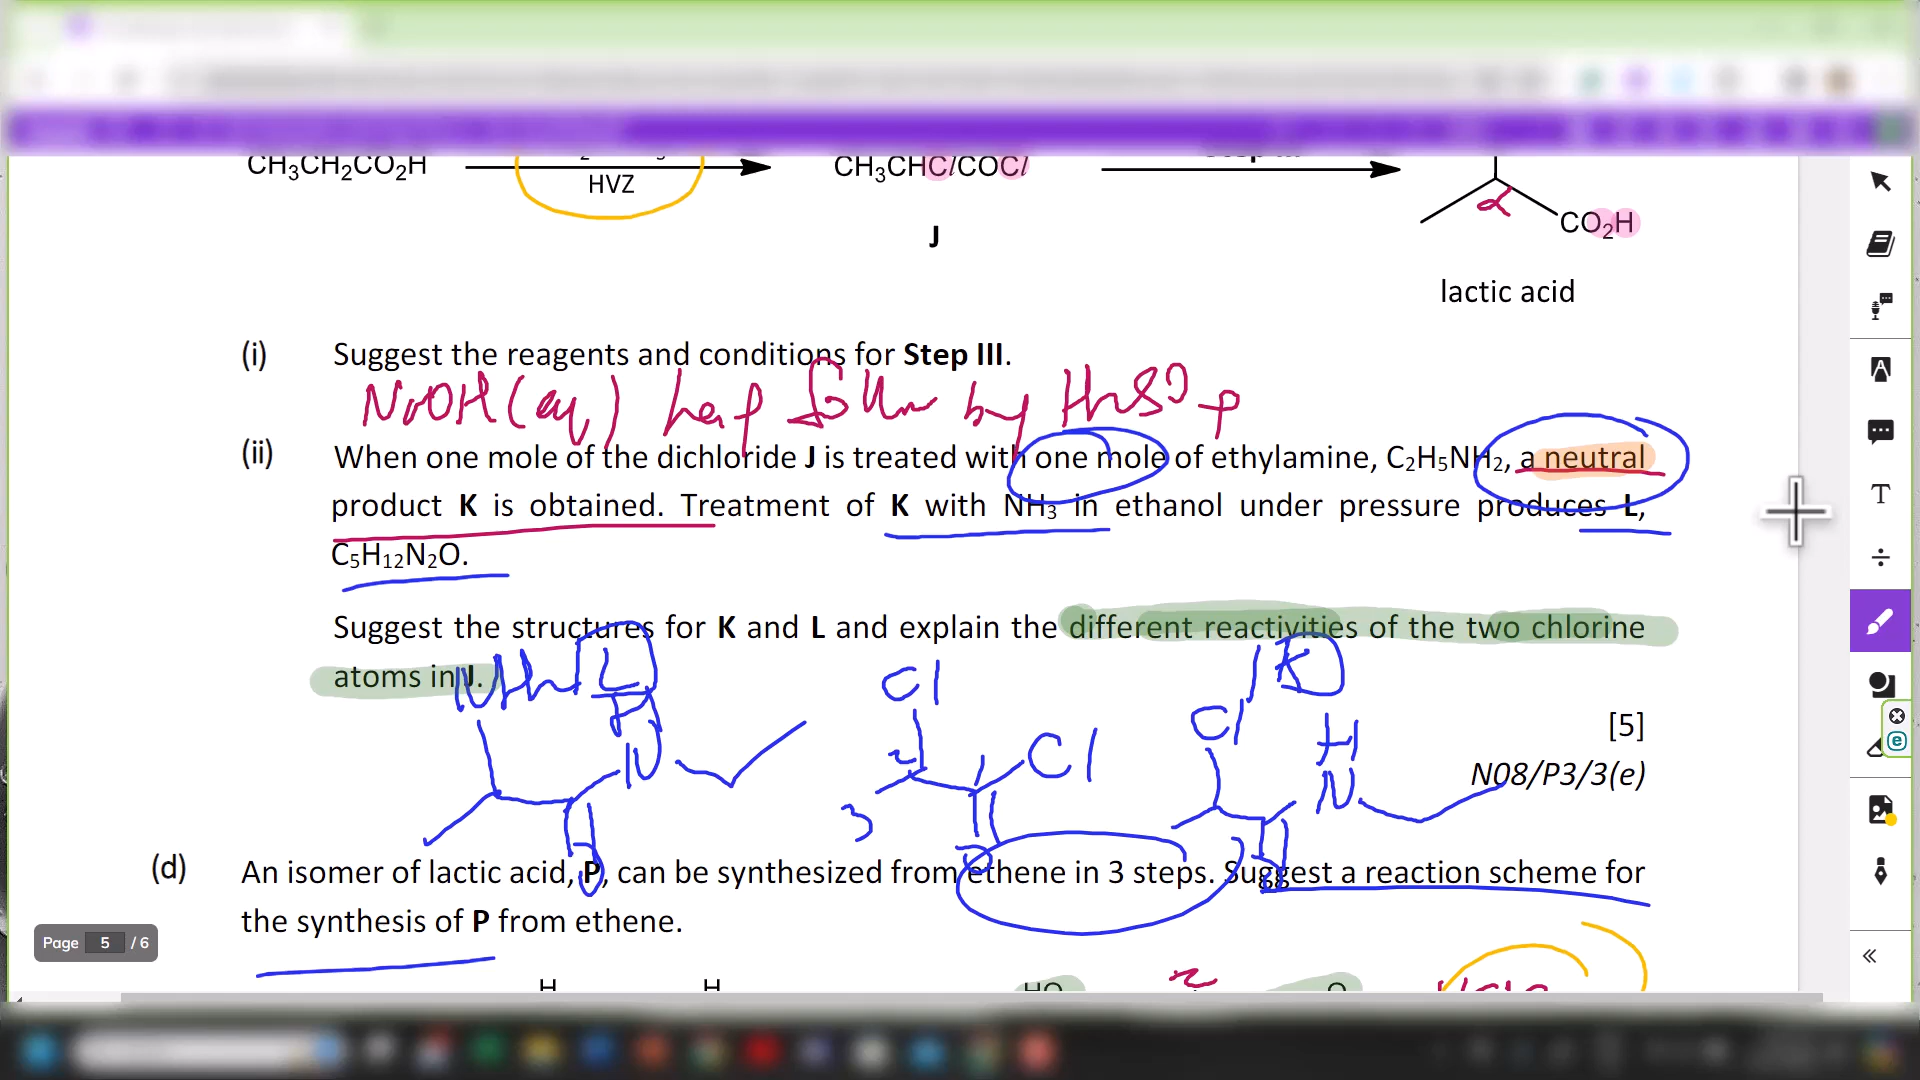 CH3CH2CO2H
HVZ
CH3CHClCOCl
J
α
CO2H
lactic acid
(i) Suggest the reagents and conditions for Step III.
NaOH(aq) heat follow by
(ii) When one mole of the dichloride J is treated with one mole of ethylamine, C2H5NH2, a neutral
product K is obtained. Treatment of K with NH3 in ethanol under pressure produces L,
C5H12N2O.
Suggest the structures for K and L and explain the different reactivities of the two chlorine
atoms in J.
L
Cl
K
Cl
H
N
N
Cl
2
1
3
O
[5]
N08/P3/3(e)
(d) An isomer of lactic acid, P, can be synthesized from ethene in 3 steps. Suggest a reaction scheme for
the synthesis of P from ethene.
Page 5 / 6
H H HO O